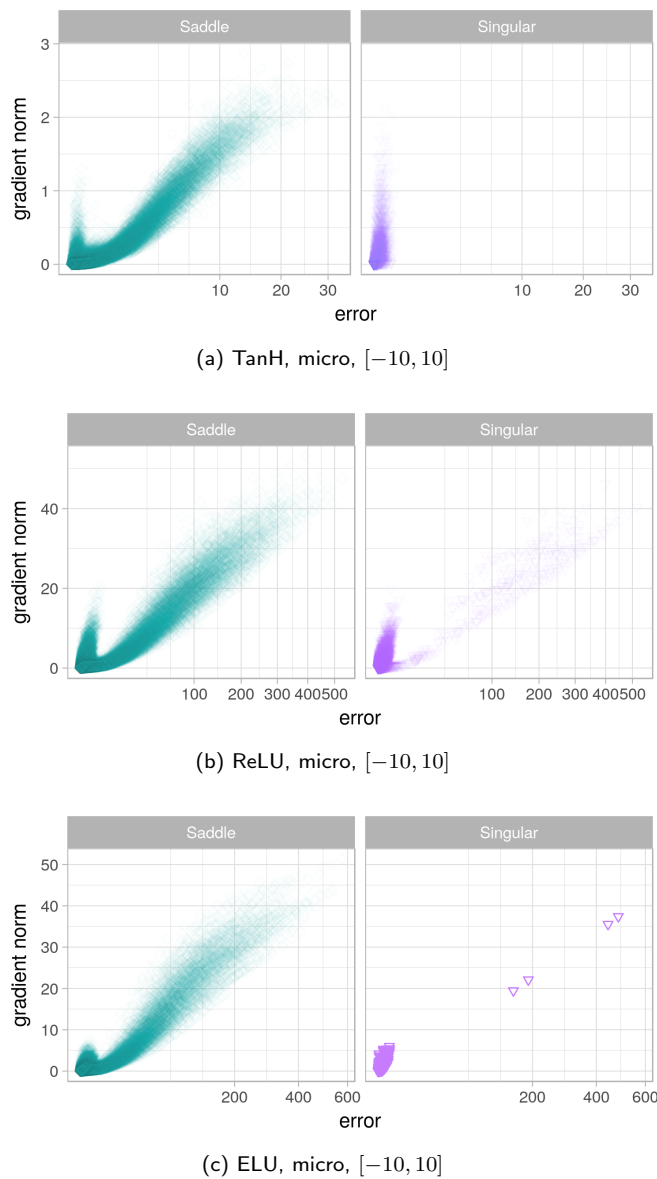 Saddle Singular
3
2
1
0
gradient norm
10 20 30 10 20 30
error
(a) TanH, micro, [−10, 10]
Saddle Singular
40
20
0
gradient norm
100 200 300 400500 100 200 300 400500
error
(b) ReLU, micro, [−10, 10]
Saddle Singular
50
40
30
20
10
0
gradient norm
200 400 600 200 400 600
error
(c) ELU, micro, [−10, 10]